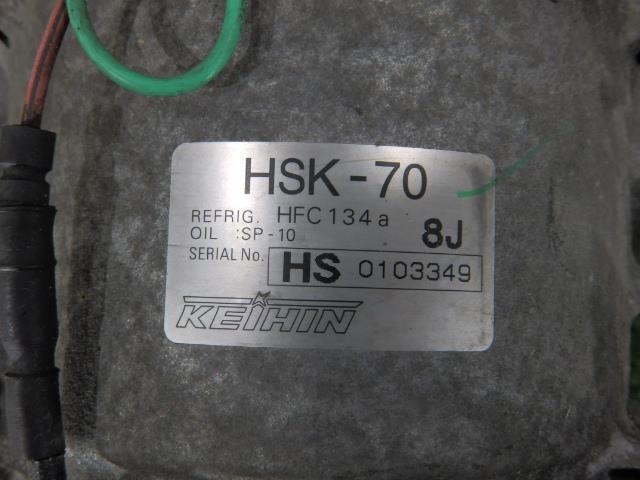 HSK-70
REFRIG. HFC134a
OIL :SP-10 8J
SERIAL No. HS 0103349
KEIHIN